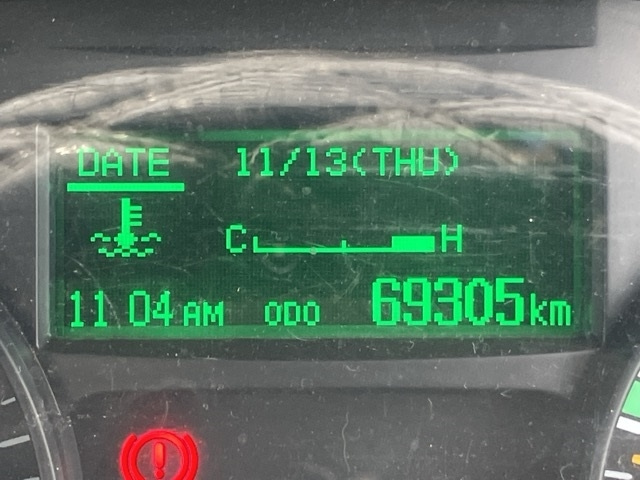 DATE 11/13(THU)
C H
11 04 AM ODO 69305km
!